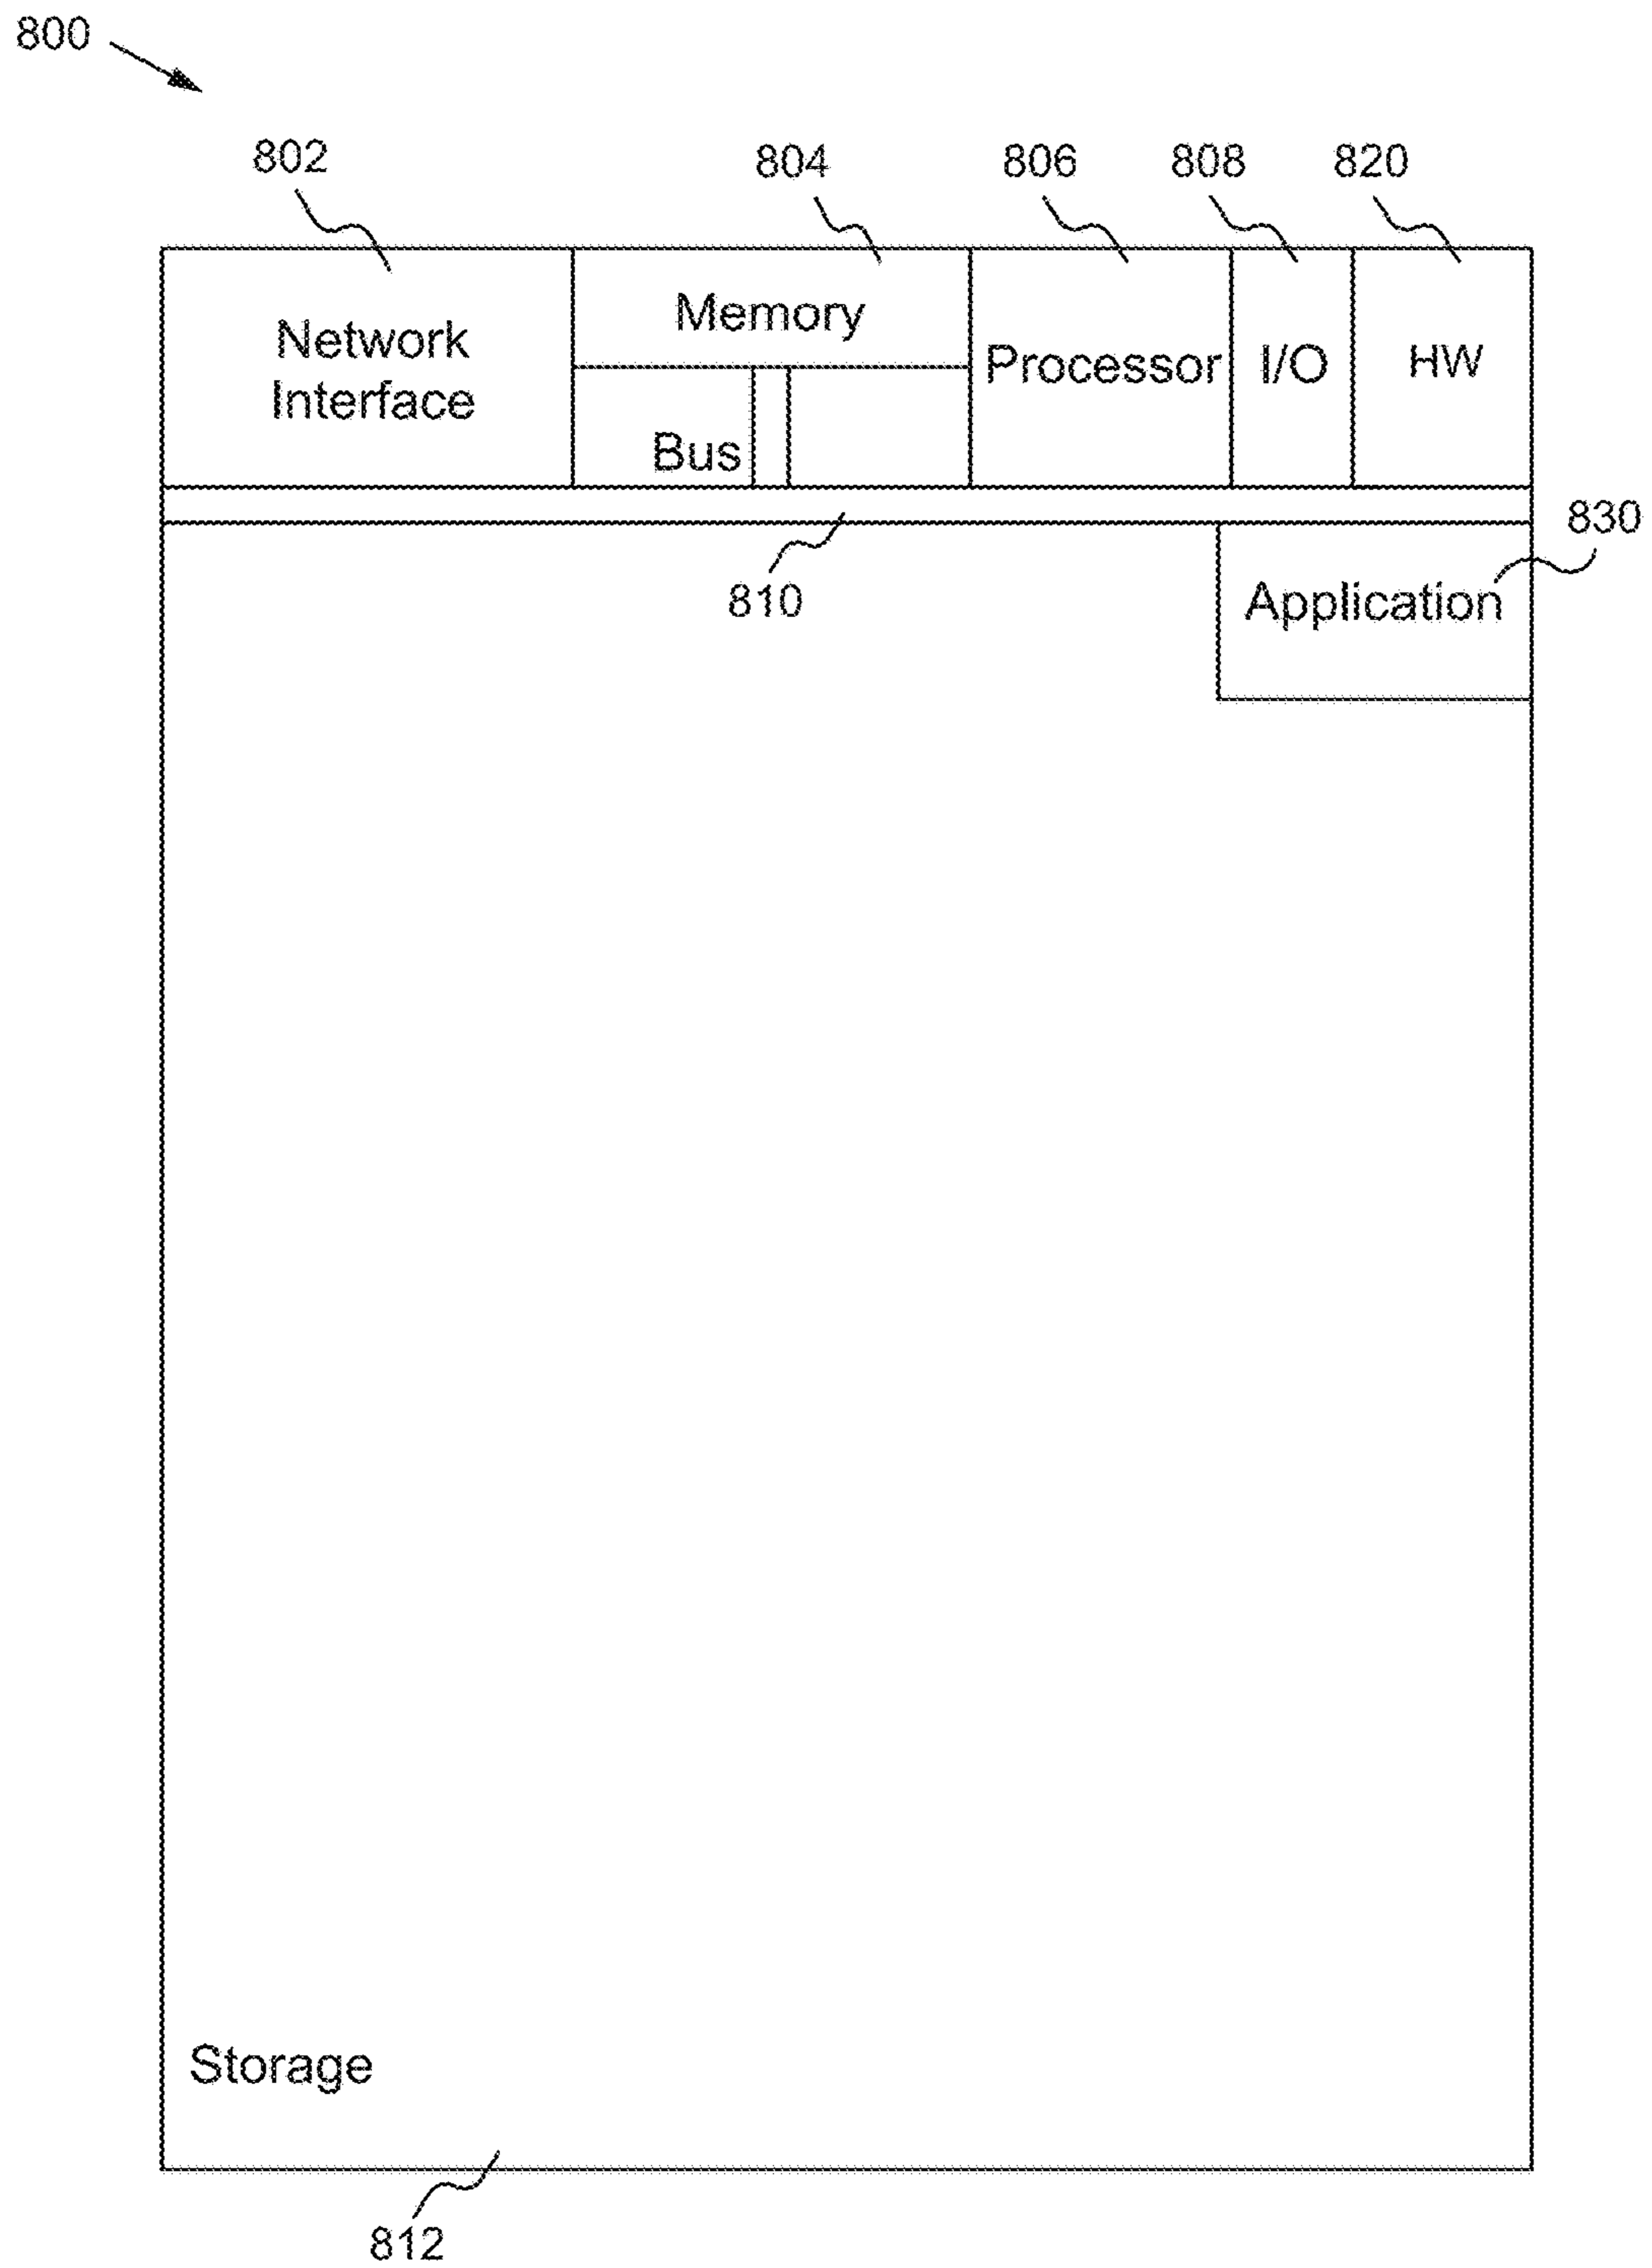 800
802
804
806
808
820
Network
Interface
Memory
Bus
Processor
I/O
HW
810
Application
830
Storage
812